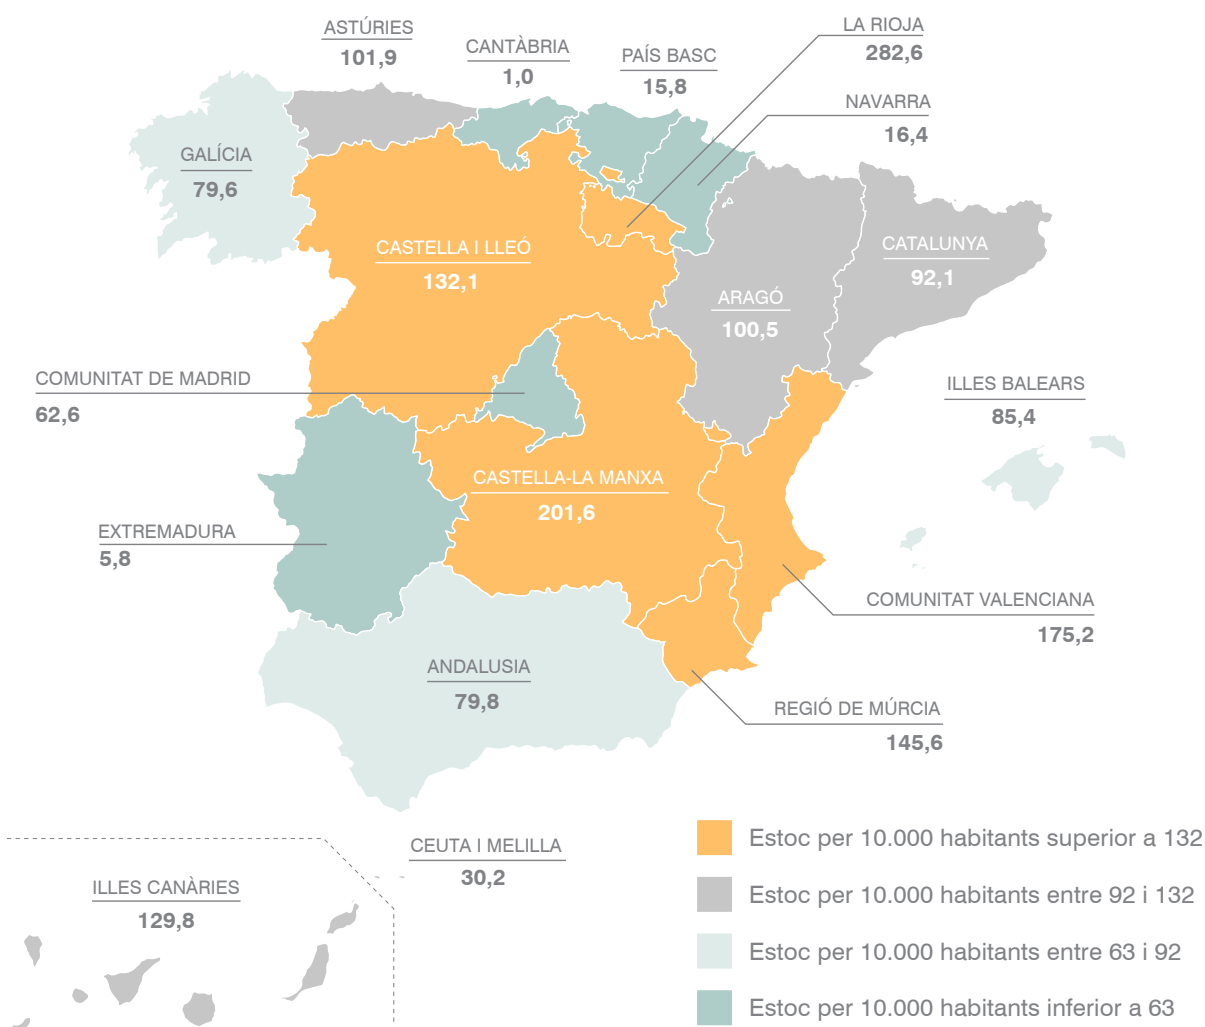 ASTÚRIES
101,9
CANTÀBRIA
1,0
PAÍS BASC
15,8
LA RIOJA
282,6
NAVARRA
16,4
GALÍCIA
79,6
CASTELLA I LLEÓ
132,1
CATALUNYA
92,1
ARAGÓ
100,5
COMUNITAT DE MADRID
62,6
ILLES BALEARS
85,4
CASTELLA-LA MANXA
201,6
EXTREMADURA
5,8
COMUNITAT VALENCIANA
175,2
ANDALUSIA
79,8
REGIÓ DE MÚRCIA
145,6
CEUTA I MELILLA
30,2
ILLES CANÀRIES
129,8
Estoc per 10.000 habitants superior a 132
Estoc per 10.000 habitants entre 92 i 132
Estoc per 10.000 habitants entre 63 i 92
Estoc per 10.000 habitants inferior a 63